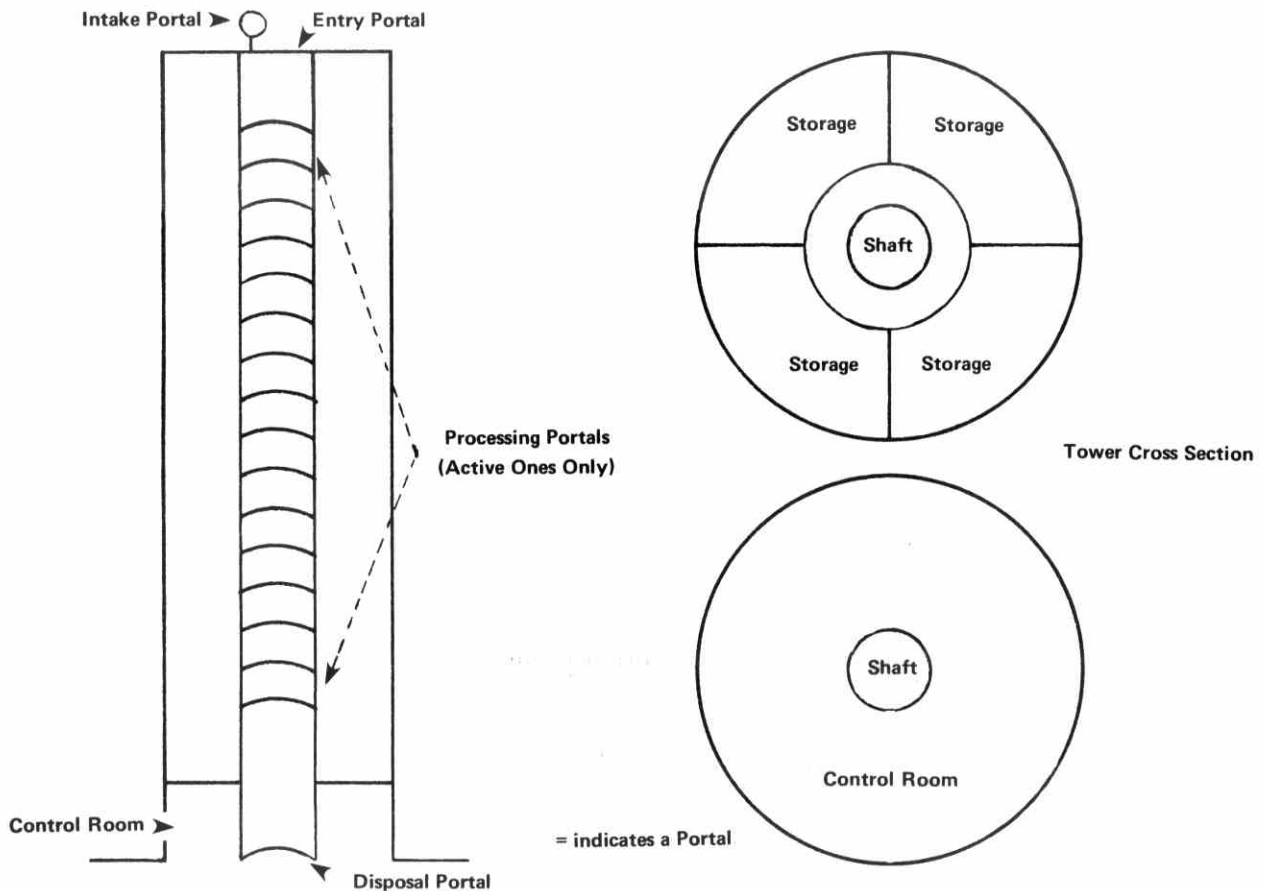 Intake Portal
Entry Portal
Storage
Storage
Shaft
Storage
Storage
Processing Portals
(Active Ones Only)
Tower Cross Section
Shaft
Control Room
Control Room
= indicates a Portal
Disposal Portal